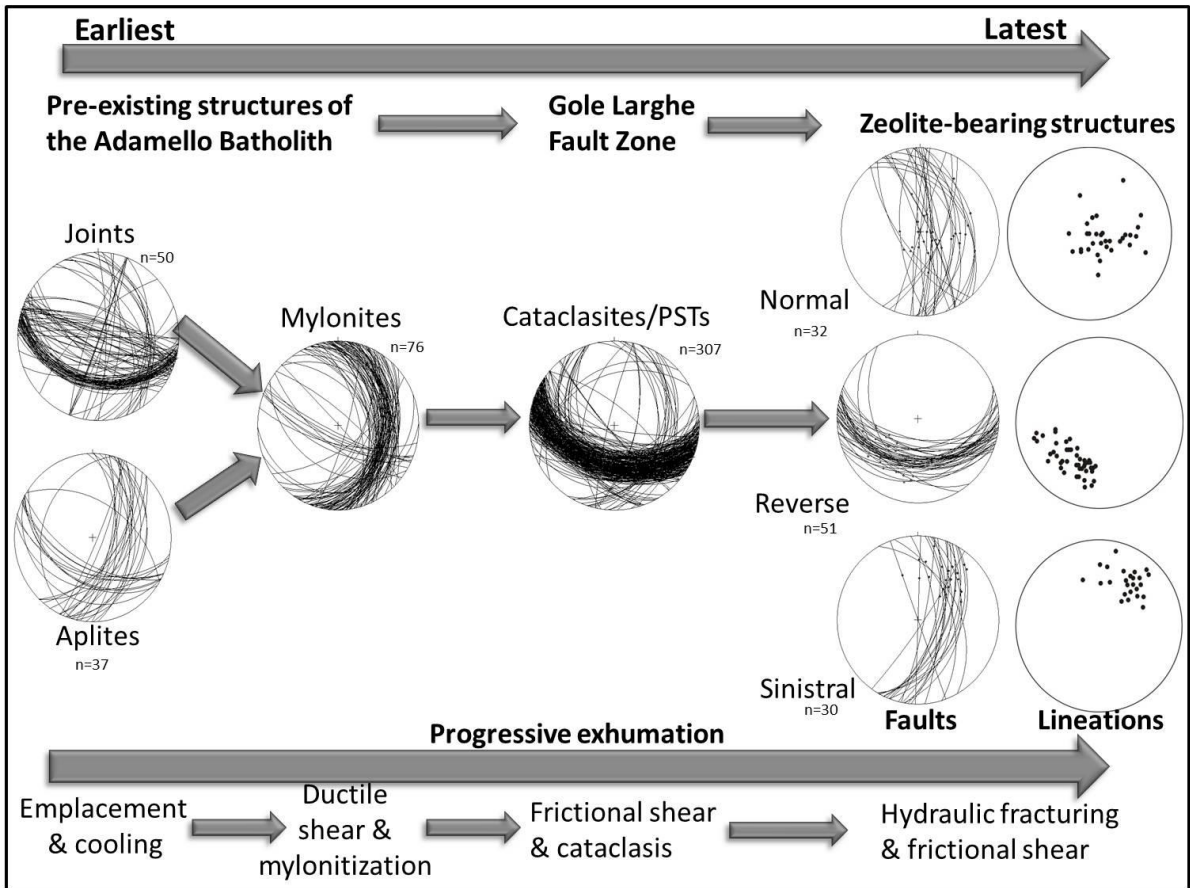 Earliest
Latest
Pre-existing structures of
the Adamello Batholith
Gole Larghe
Fault Zone
Zeolite-bearing structures
Joints
n=50
Mylonites
n=76
Cataclasites/PSTs
n=307
Normal
n=32
Reverse
n=51
Aplites
n=37
Sinistral
n=30
Faults
Lineations
Progressive exhumation
Emplacement
& cooling
Ductile
shear &
mylonitization
Frictional shear
& cataclasis
Hydraulic fracturing
& frictional shear